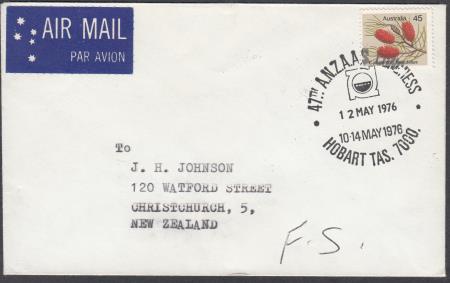 AIR MAIL
PAR AVION
Australia 45
47TH ANZAAS CONGRESS
12 MAY 1976
10-14 MAY 1976
HOBART TAS. 7000.
To
J. H. JOHNSON
120 WATFORD STREET
CHRISTCHURCH, 5,
NEW ZEALAND
F.S.